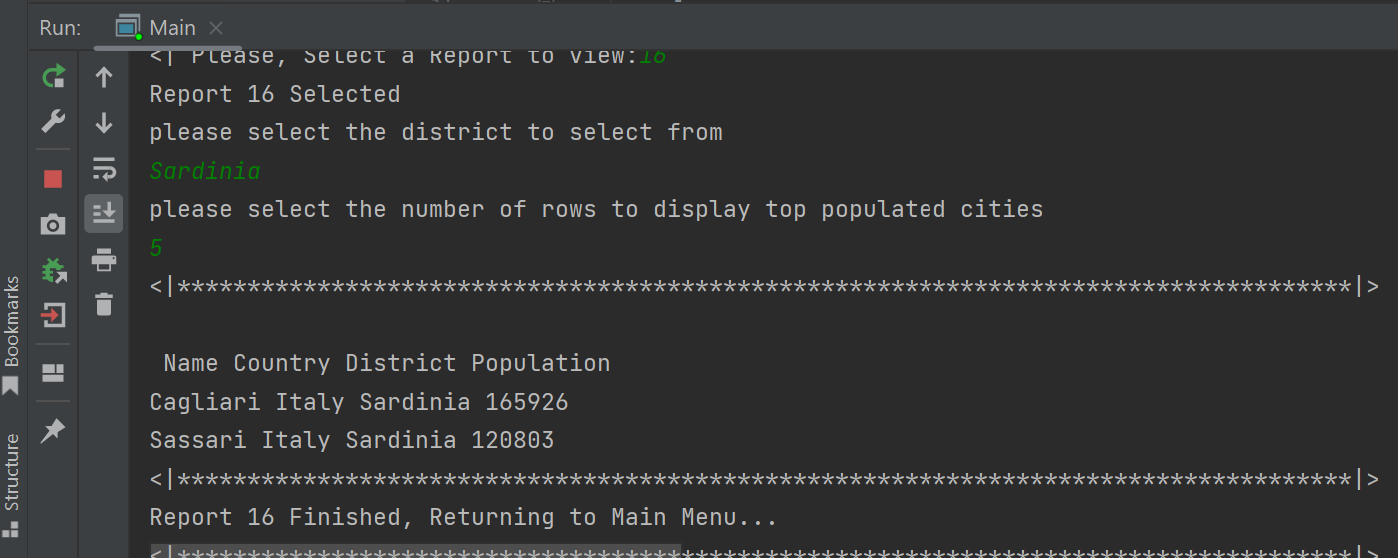 Run: Main
<| Please, Select a Report to View:16
Report 16 Selected
please select the district to select from
Sardinia
please select the number of rows to display top populated cities
5
<|************************************************************************************|>
Name Country District Population
Cagliari Italy Sardinia 165926
Sassari Italy Sardinia 120803
<|************************************************************************************|>
Report 16 Finished, Returning to Main Menu...
<|************************************************************************************|>
Bookmarks
Structure